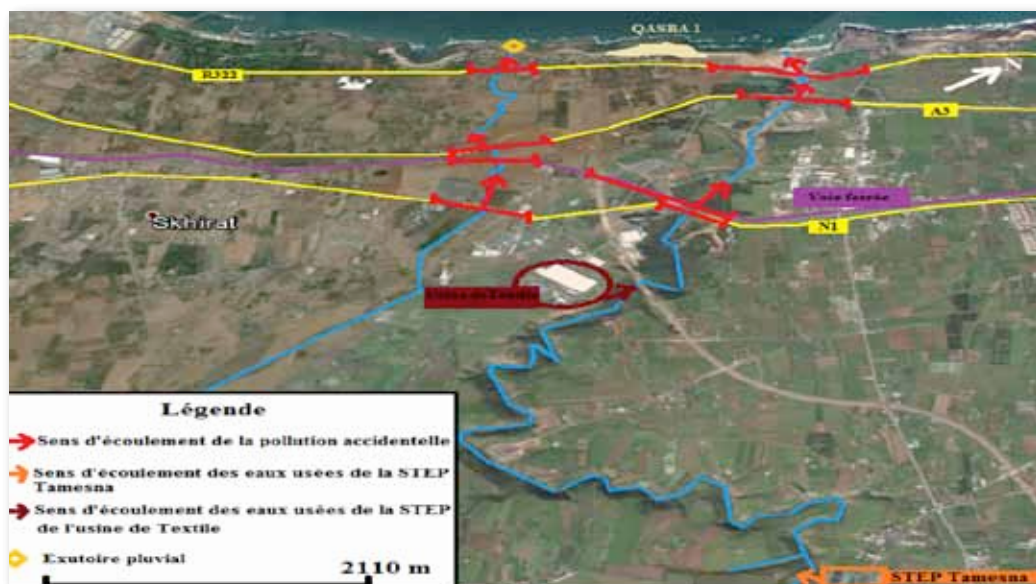 QASBA 1
N
R322
A3
Voie ferrée
Skhirat
N1
Usine de Textile
Légende
Sens d'écoulement de la pollution accidentelle
Sens d'écoulement des eaux usées de la STEP
Tamesna
Sens d'écoulement des eaux usées de la STEP
de l'usine de Textile
Exutoire pluvial
2110 m
STEP Tamesna